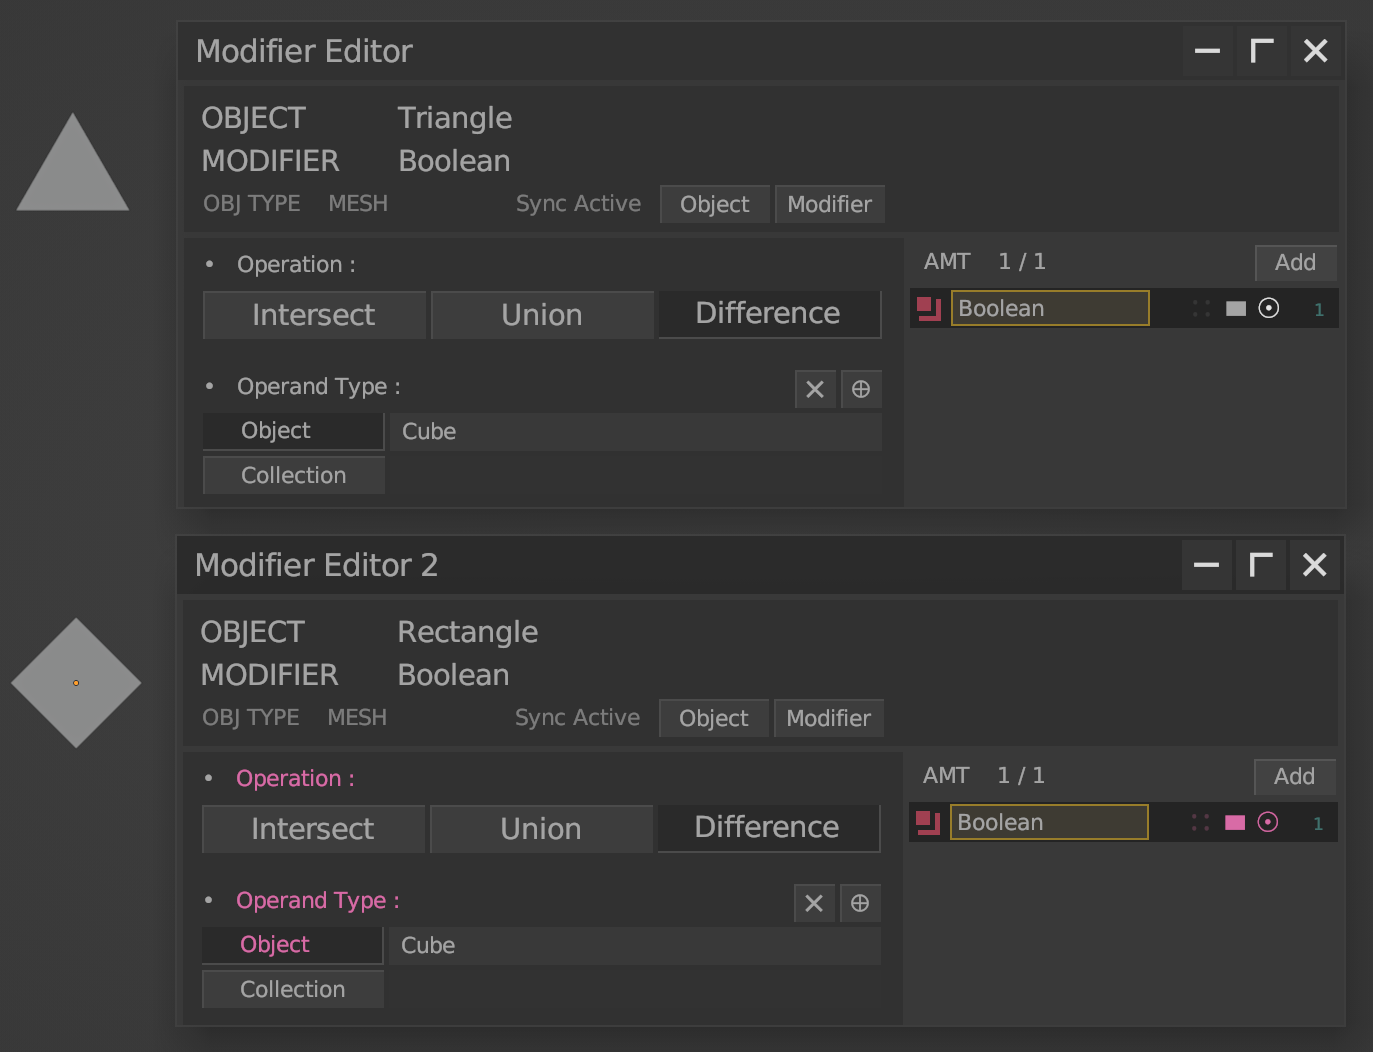 Modifier Editor
OBJECT Triangle
MODIFIER Boolean
OBJ TYPE MESH Sync Active Object Modifier
• Operation :
Intersect Union Difference
• Operand Type :
Object Cube
Collection
AMT 1 / 1 Add
Boolean 1
Modifier Editor 2
OBJECT Rectangle
MODIFIER Boolean
OBJ TYPE MESH Sync Active Object Modifier
• Operation :
Intersect Union Difference
• Operand Type :
Object Cube
Collection
AMT 1 / 1 Add
Boolean 1